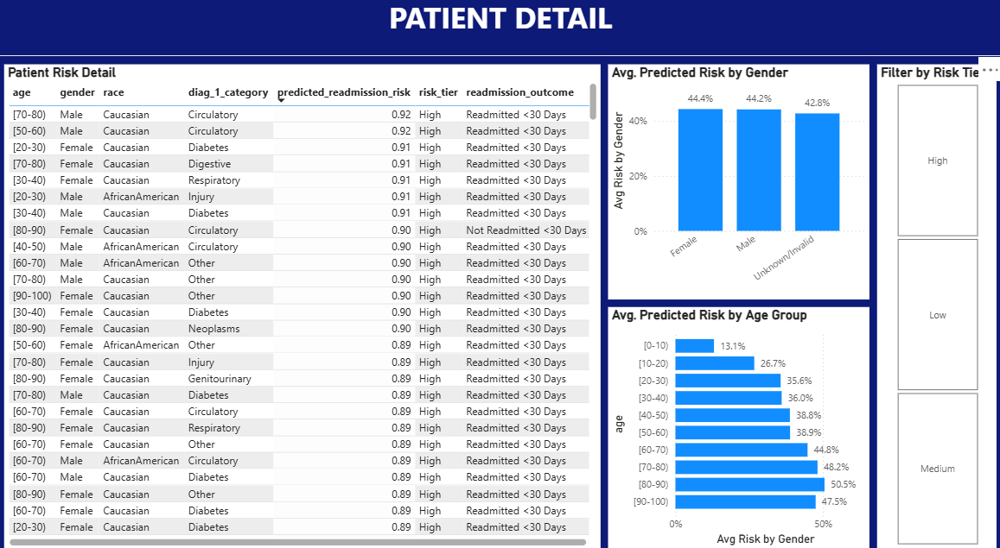 PATIENT DETAIL
Patient Risk Detail
age gender race diag_1_category predicted_readmission_risk risk_tier readmission_outcome
[70-80) Male Caucasian Circulatory 0.92 High Readmitted <30 Days
[50-60) Male Caucasian Circulatory 0.92 High Readmitted <30 Days
[20-30) Female Caucasian Diabetes 0.91 High Readmitted <30 Days
[70-80) Female Caucasian Digestive 0.91 High Readmitted <30 Days
[30-40) Female Caucasian Respiratory 0.91 High Readmitted <30 Days
[20-30) Male AfricanAmerican Injury 0.91 High Readmitted <30 Days
[30-40) Male Caucasian Diabetes 0.91 High Readmitted <30 Days
[80-90) Female Caucasian Circulatory 0.90 High Not Readmitted <30 Days
[40-50) Male AfricanAmerican Circulatory 0.90 High Readmitted <30 Days
[60-70) Male AfricanAmerican Other 0.90 High Readmitted <30 Days
[70-80) Male Caucasian Other 0.90 High Readmitted <30 Days
[90-100) Female Caucasian Other 0.90 High Readmitted <30 Days
[30-40) Female Caucasian Diabetes 0.90 High Readmitted <30 Days
[80-90) Female Caucasian Neoplasms 0.90 High Readmitted <30 Days
[50-60) Female AfricanAmerican Other 0.89 High Readmitted <30 Days
[70-80) Female Caucasian Injury 0.89 High Readmitted <30 Days
[80-90) Female Caucasian Genitourinary 0.89 High Readmitted <30 Days
[70-80) Male Caucasian Diabetes 0.89 High Readmitted <30 Days
[60-70) Female Caucasian Circulatory 0.89 High Readmitted <30 Days
[80-90) Female Caucasian Respiratory 0.89 High Readmitted <30 Days
[60-70) Female Caucasian Other 0.89 High Readmitted <30 Days
[60-70) Male AfricanAmerican Circulatory 0.89 High Readmitted <30 Days
[60-70) Male Caucasian Diabetes 0.89 High Readmitted <30 Days
[80-90) Female Caucasian Other 0.89 High Readmitted <30 Days
[60-70) Female Caucasian Diabetes 0.89 High Readmitted <30 Days
[20-30) Female Caucasian Diabetes 0.89 High Readmitted <30 Days
Avg. Predicted Risk by Gender
Avg Risk by Gender
44.4% 44.2% 42.8%
40%
20%
0%
Female Male Unknown/Invalid
Avg. Predicted Risk by Age Group
age
[0-10) 13.1%
[10-20) 26.7%
[20-30) 35.6%
[30-40) 36.0%
[40-50) 38.8%
[50-60) 38.9%
[60-70) 44.8%
[70-80) 48.2%
[80-90) 50.5%
[90-100) 47.5%
0% 50%
Avg Risk by Gender
Filter by Risk Tie
High
Low
Medium